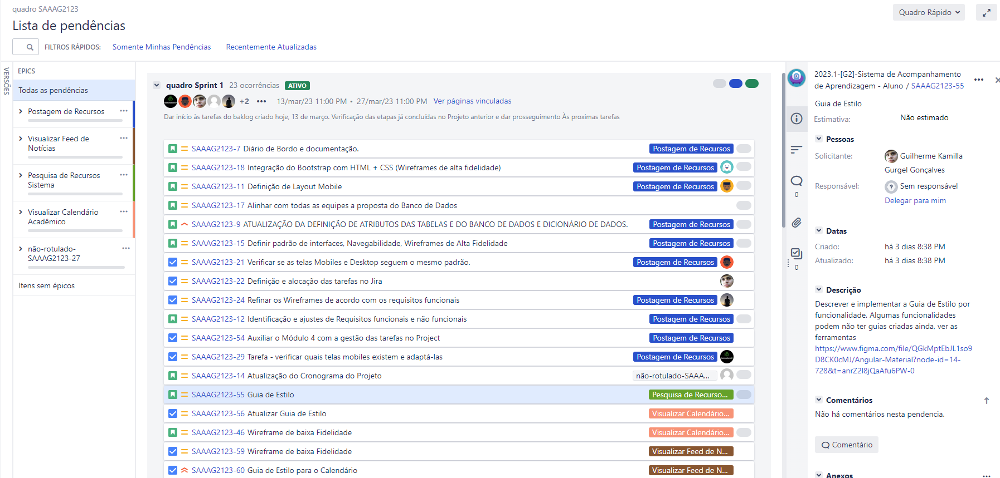 quadro SAAAG2123
Lista de pendências
Quadro Rápido
FILTROS RÁPIDOS: Somente Minhas Pendências Recentemente Atualizadas
VERSÕES
EPICS
Todas as pendências
Postagem de Recursos
Visualizar Feed de
Notícias
Pesquisa de Recursos
Sistema
Visualizar Calendário
Acadêmico
não-rotulado-
SAAAG2123-27
Itens sem épicos
quadro Sprint 1 23 ocorrências ATIVO
+2 ••• 13/mar/23 11:00 PM • 27/mar/23 11:00 PM Ver páginas vinculadas
Dar início às tarefas do baklog criado hoje, 13 de março. Verificação das etapas já concluídas no Projeto anterior e dar prosseguimento Às proximas tarefas
SAAAG2123-7 Diário de Bordo e documentação. Postagem de Recursos
SAAAG2123-18 Integração do Bootstrap com HTML + CSS (Wireframes de alta fidelidade) Postagem de Recursos
SAAAG2123-11 Definição de Layout Mobile Postagem de Recursos
SAAAG2123-17 Alinhar com todas as equipes a proposta do Banco de Dados
SAAAG2123-9 ATUALIZAÇÃO DA DEFINIÇÃO DE ATRIBUTOS DAS TABELAS E DO BANCO DE DADOS E DICIONÁRIO DE DADOS. Postagem de Recursos
SAAAG2123-15 Definir padrão de interfaces, Navegabilidade, Wireframes de Alta Fidelidade Postagem de Recursos
SAAAG2123-21 Verificar se as telas Mobiles e Desktop seguem o mesmo padrão. Postagem de Recursos
SAAAG2123-22 Definição e alocação das tarefas no Jira
SAAAG2123-24 Refinar os Wireframes de acordo com os requisitos funcionais Postagem de Recursos
SAAAG2123-12 Identificação e ajustes de Requisitos funcionais e não funcionais Postagem de Recursos
SAAAG2123-54 Auxiliar o Módulo 4 com a gestão das tarefas no Project Postagem de Recursos
SAAAG2123-29 Tarefa - verificar quais telas mobiles existem e adaptá-las Postagem de Recursos
SAAAG2123-14 Atualização do Cronograma do Projeto não-rotulado-SAAA...
SAAAG2123-55 Guia de Estilo Pesquisa de Recurso...
SAAAG2123-56 Atualizar Guia de Estilo Visualizar Calendário...
SAAAG2123-46 Wireframe de baixa Fidelidade Visualizar Calendário...
SAAAG2123-59 Wireframe de baixa Fidelidade Visualizar Feed de N...
SAAAG2123-60 Guia de Estilo para o Calendário Visualizar Feed de N...
0
0
2023.1-[G2]-Sistema de Acompanhamento
de Aprendizagem - Aluno / SAAAG2123-55
Guia de Estilo
Estimativa: Não estimado
Pessoas
Solicitante: Guilherme Kamilla
Gurgel Gonçalves
Responsável: Sem responsável
Delegar para mim
Datas
Criado: há 3 dias 8:38 PM
Atualizado: há 3 dias 8:38 PM
Descrição
Descrever e implementar a Guia de Estilo por
funcionalidade. Algumas funcionalidades
podem não ter guias criadas ainda, ver as
ferramentas
https://www.figma.com/file/QGkMptEbJL1so9
D8CK0cMJ/Angular-Material?node-id=14-
728&t=anrZ2I8jQaAfu6PW-0
Comentários
Não há comentários nesta pendencia.
Comentário
Anexos